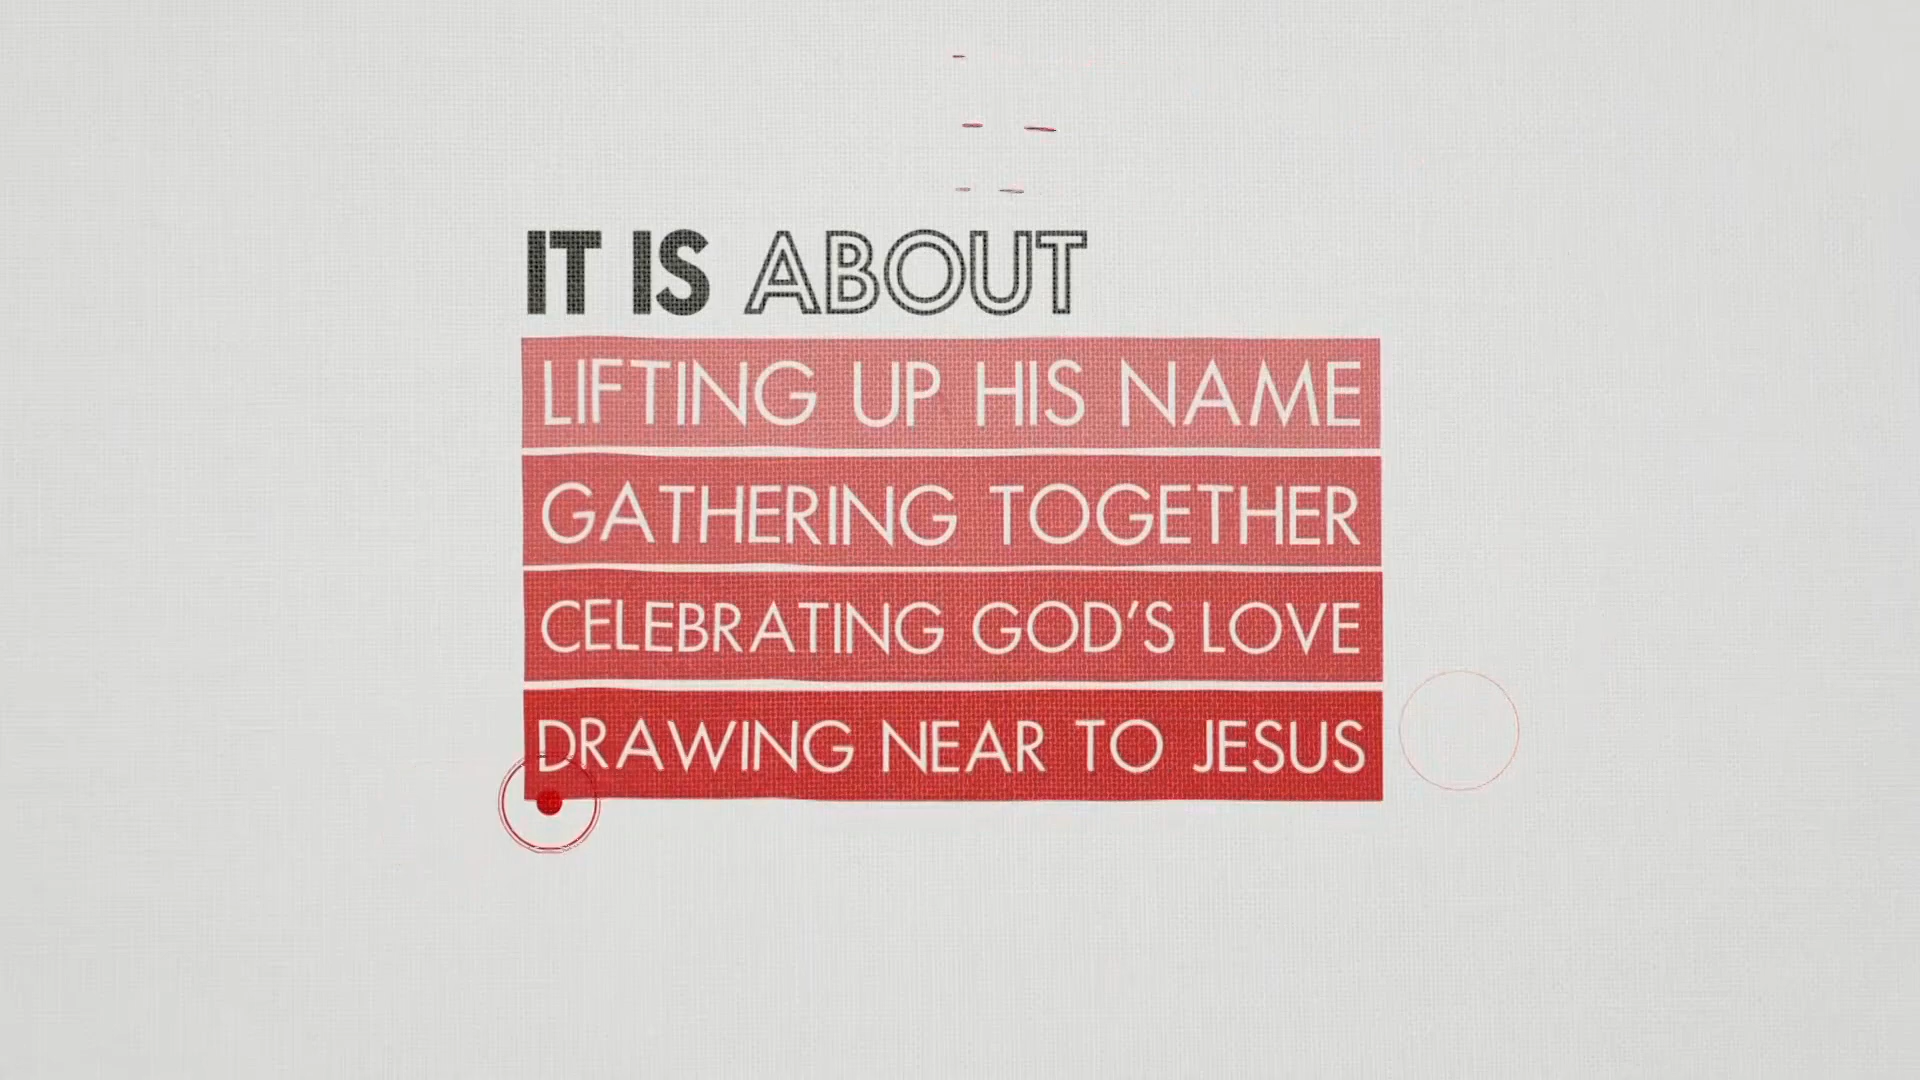 IT IS ABOUT
LIFTING UP HIS NAME
GATHERING TOGETHER
CELEBRATING GOD'S LOVE
DRAWING NEAR TO JESUS